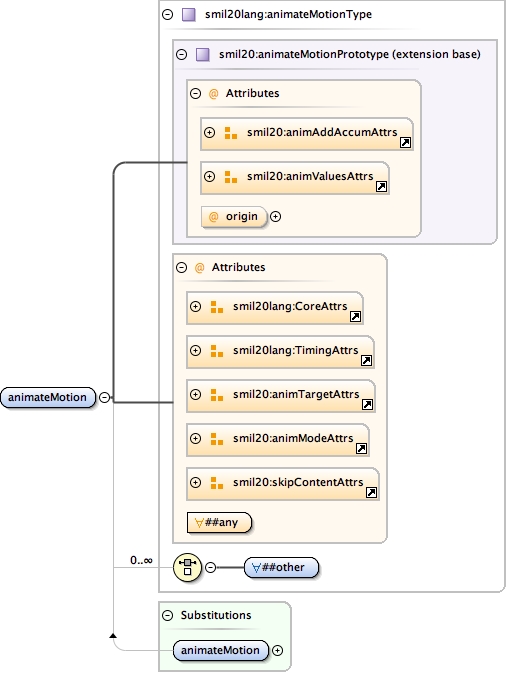 smil20lang:animateMotionType
smil20:animateMotionPrototype (extension base)
@ Attributes
smil20:animAddAccumAttrs
smil20:animValuesAttrs
@ origin
@ Attributes
smil20lang:CoreAttrs
smil20lang:TimingAttrs
smil20:animTargetAttrs
animateMotion
smil20:animModeAttrs
smil20:skipContentAttrs
∀##any
0..∞
∀##other
Substitutions
animateMotion